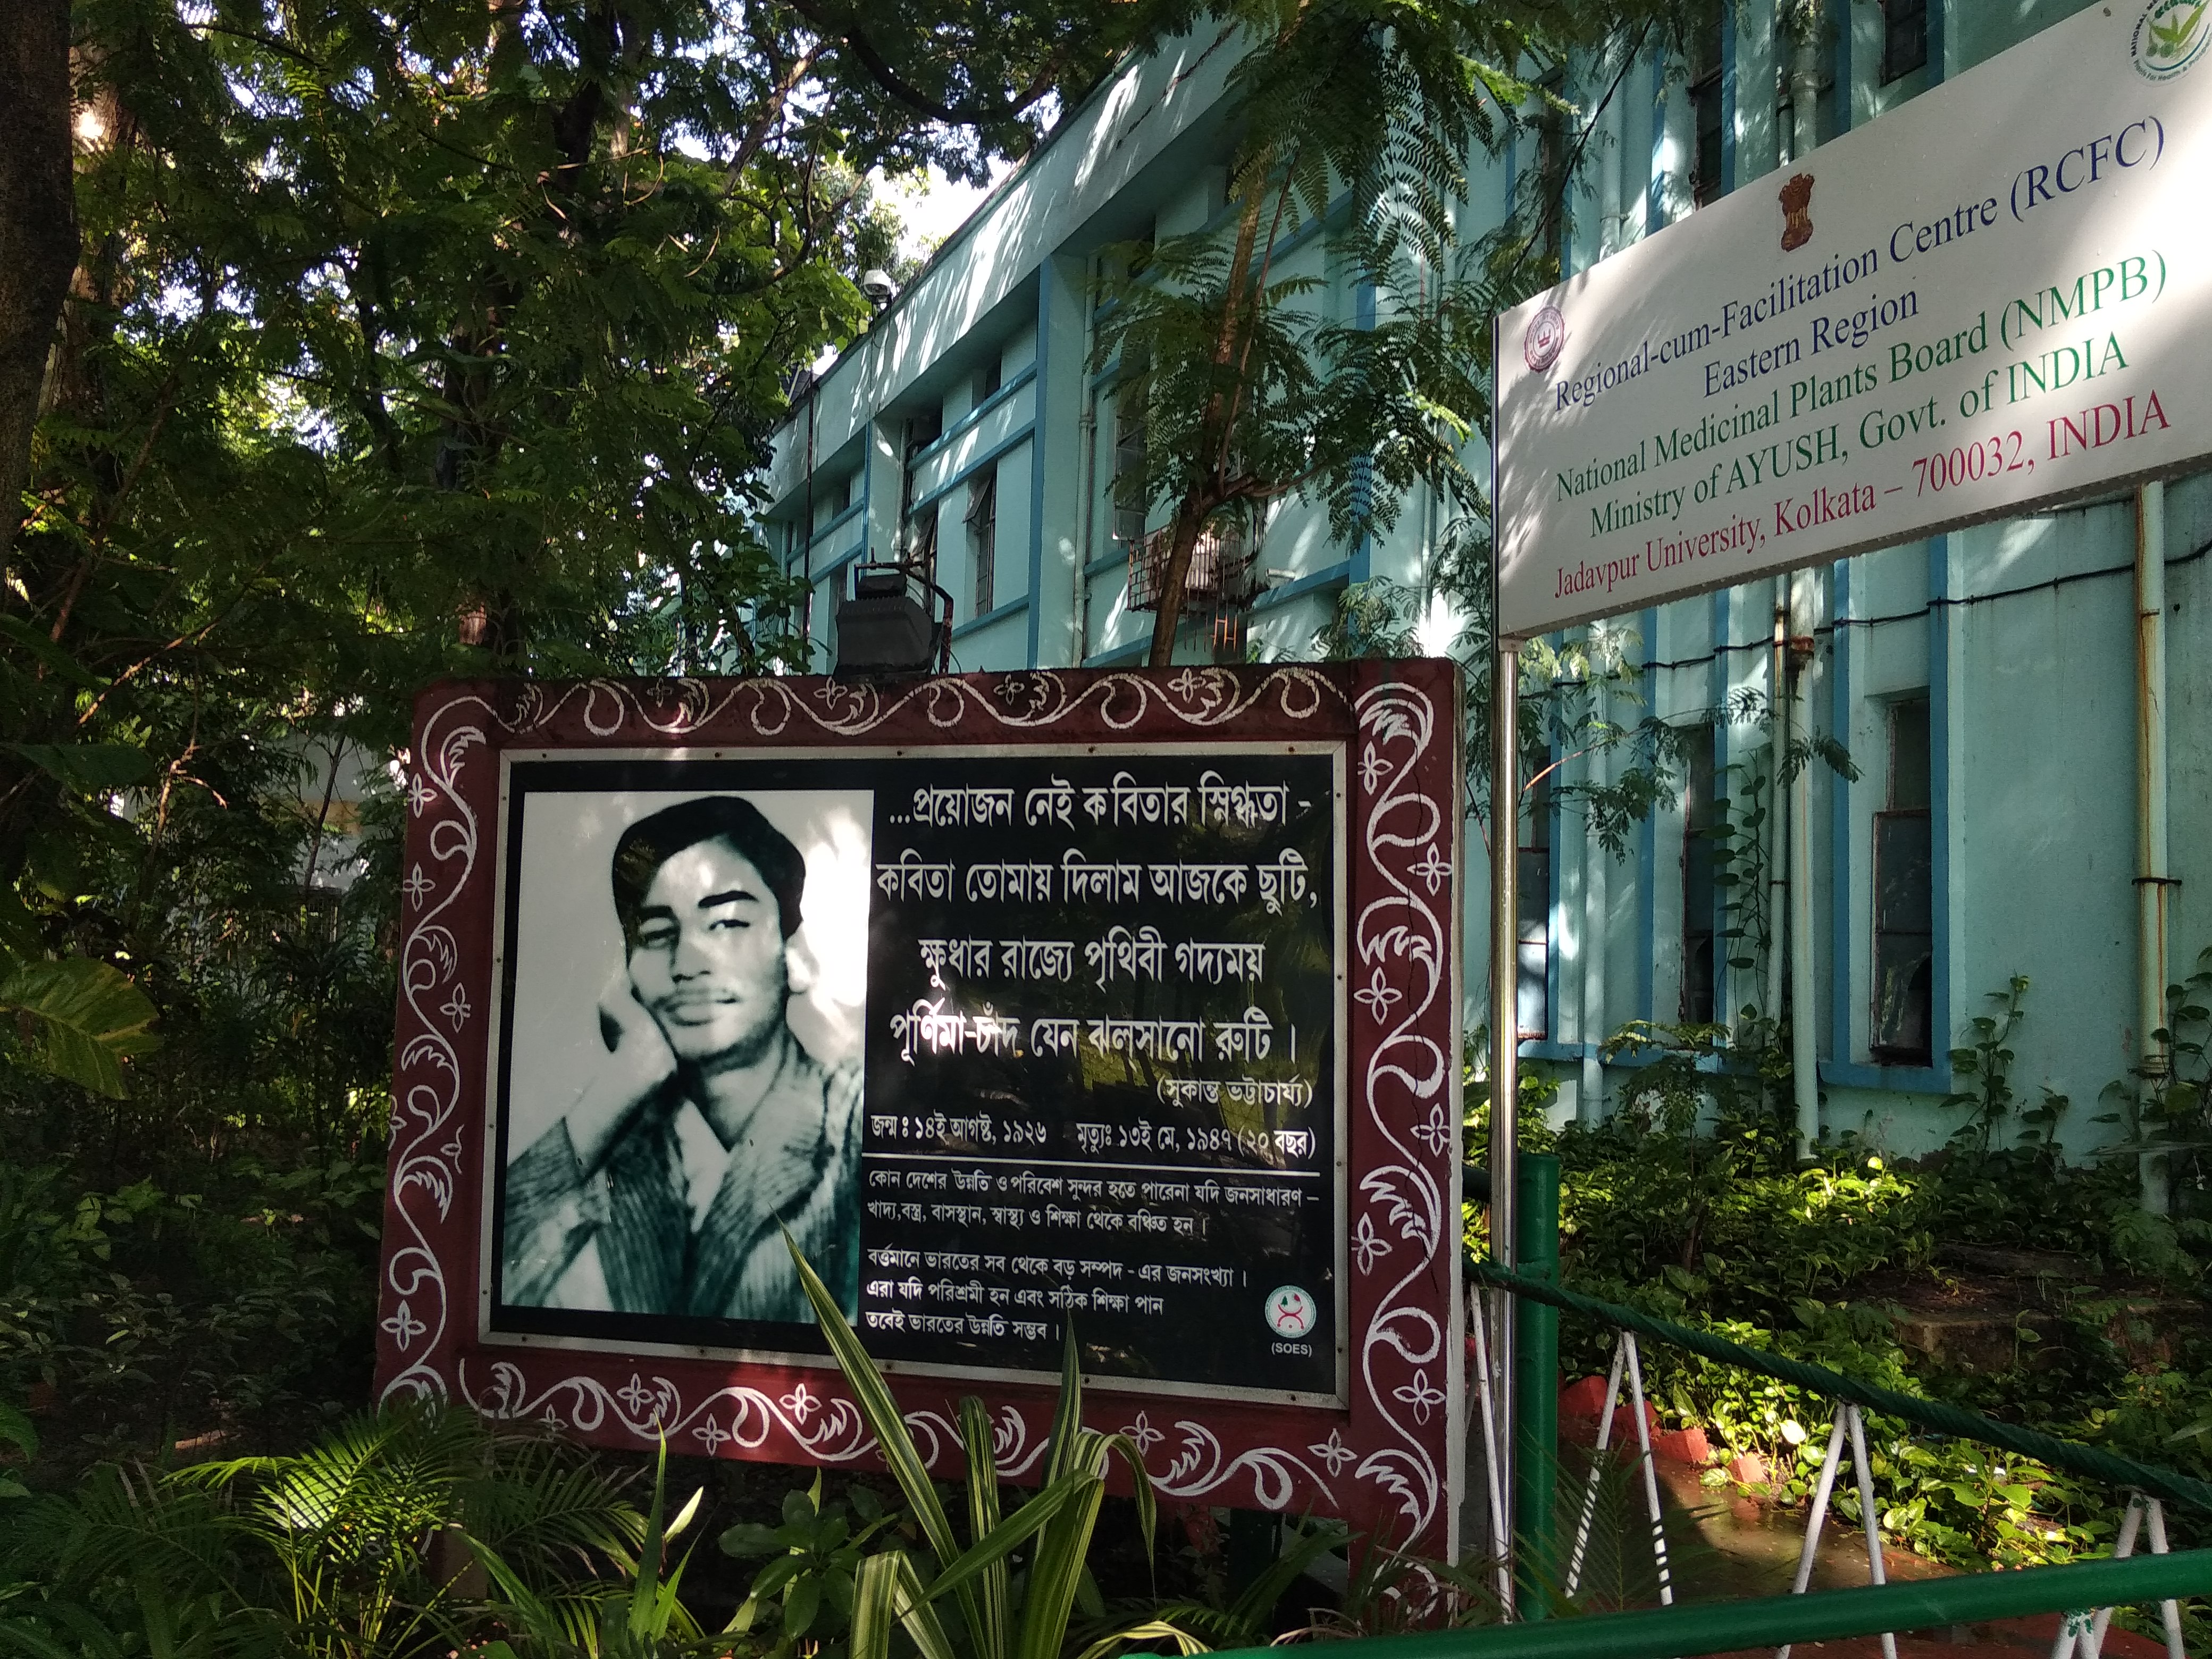 ...প্রয়োজন নেই কবিতার স্নিগ্ধতা -
কবিতা তোমায় দিলাম আজকে ছুটি,
ক্ষুধার রাজ্যে পৃথিবী গদ্যময়
পূর্ণিমা-চাঁদ যেন ঝল্‌সানো রুটি ।
(সুকান্ত ভট্টাচার্য্য)
জন্ম : ১৪ই আগষ্ট, ১৯২৬ মৃত্যুঃ ১৩ই মে, ১৯৪৭ (২০ বছর)
কোন দেশের উন্নতি ও পরিবেশ সুন্দর হতে পারেনা যদি জনসাধারণ –
খাদ্য,বস্ত্র, বাসস্থান, স্বাস্থ্য ও শিক্ষা থেকে বঞ্চিত হন ।
বর্ত্তমানে ভারতের সব থেকে বড় সম্পদ - এর জনসংখ্যা ।
এরা যদি পরিশ্রমী হন এবং সঠিক শিক্ষা পান
তবেই ভারতের উন্নতি সম্ভব ।
(SOES)
Regional-cum-Facilitation Centre (RCFC)
Eastern Region
National Medicinal Plants Board (NMPB)
Ministry of AYUSH, Govt. of INDIA
Jadavpur University, Kolkata – 700032, INDIA